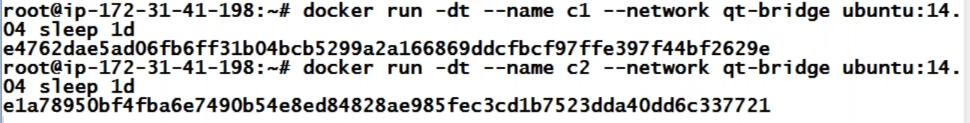 root@ip-172-31-41-198:~# docker run -dt --name c1 --network qt-bridge ubuntu:14.
04 sleep 1d
e4762dae5ad06fb6ff31b04bcb5299a2a166869ddcfbcf97ffe397f44bf2629e
root@ip-172-31-41-198:~# docker run -dt --name c2 --network qt-bridge ubuntu:14.
04 sleep 1d
e1a78950bf4fba6e7490b54e8ed84828ae985fec3cd1b7523dda40dd6c337721